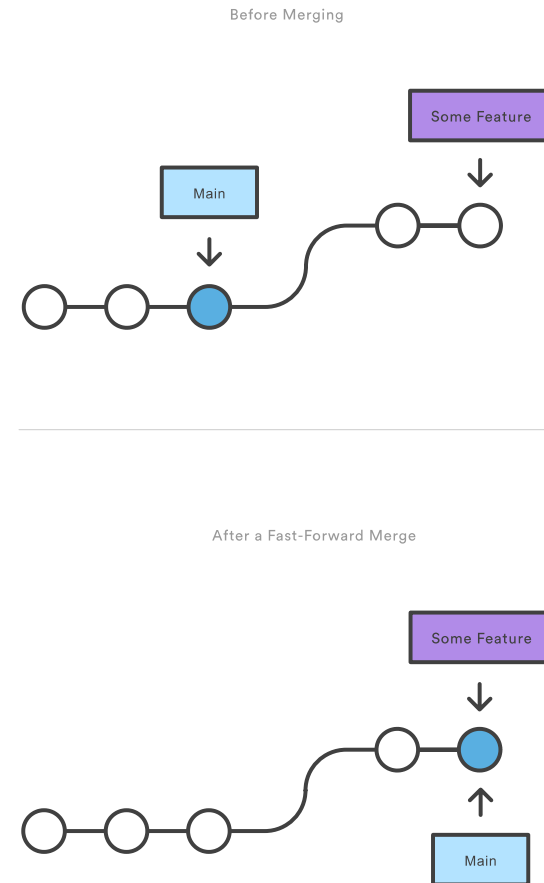 Before Merging
Some Feature
Main
After a Fast-Forward Merge
Some Feature
Main